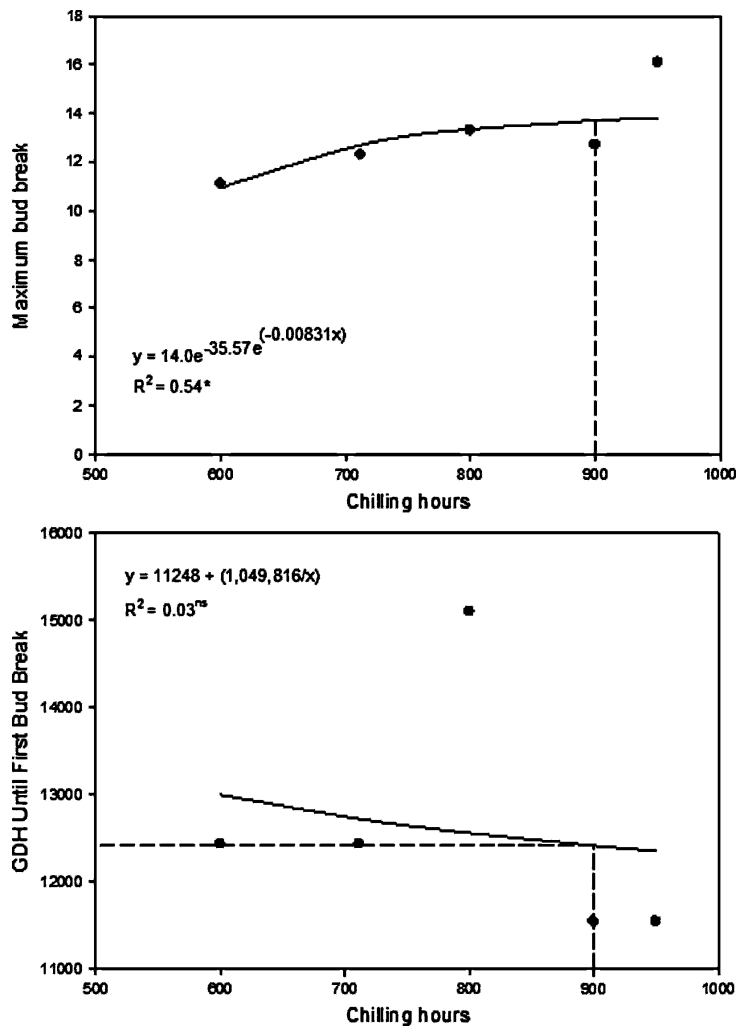 18
16
14
12
10
8
6
4
2
0
Maximum bud break
y = 14.0e^-35.57e^(-0.00831x)
R² = 0.54*
500 600 700 800 900 1000
Chilling hours
16000
15000
14000
13000
12000
11000
GDH Until First Bud Break
y = 11248 + (1,049,816/x)
R² = 0.03ns
500 600 700 800 900 1000
Chilling hours